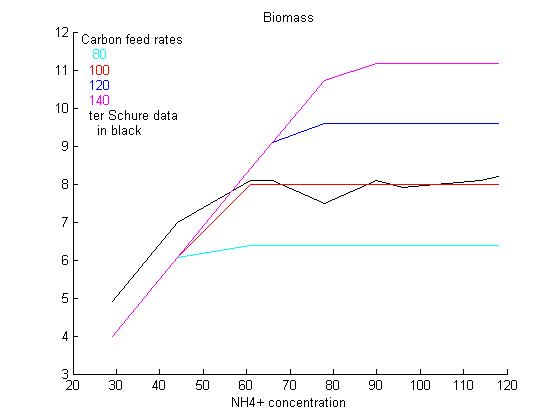 Biomass
12
11
10
9
8
7
6
5
4
3
Carbon feed rates
80
100
120
140
ter Schure data
in black
20 30 40 50 60 70 80 90 100 110 120
NH4+ concentration